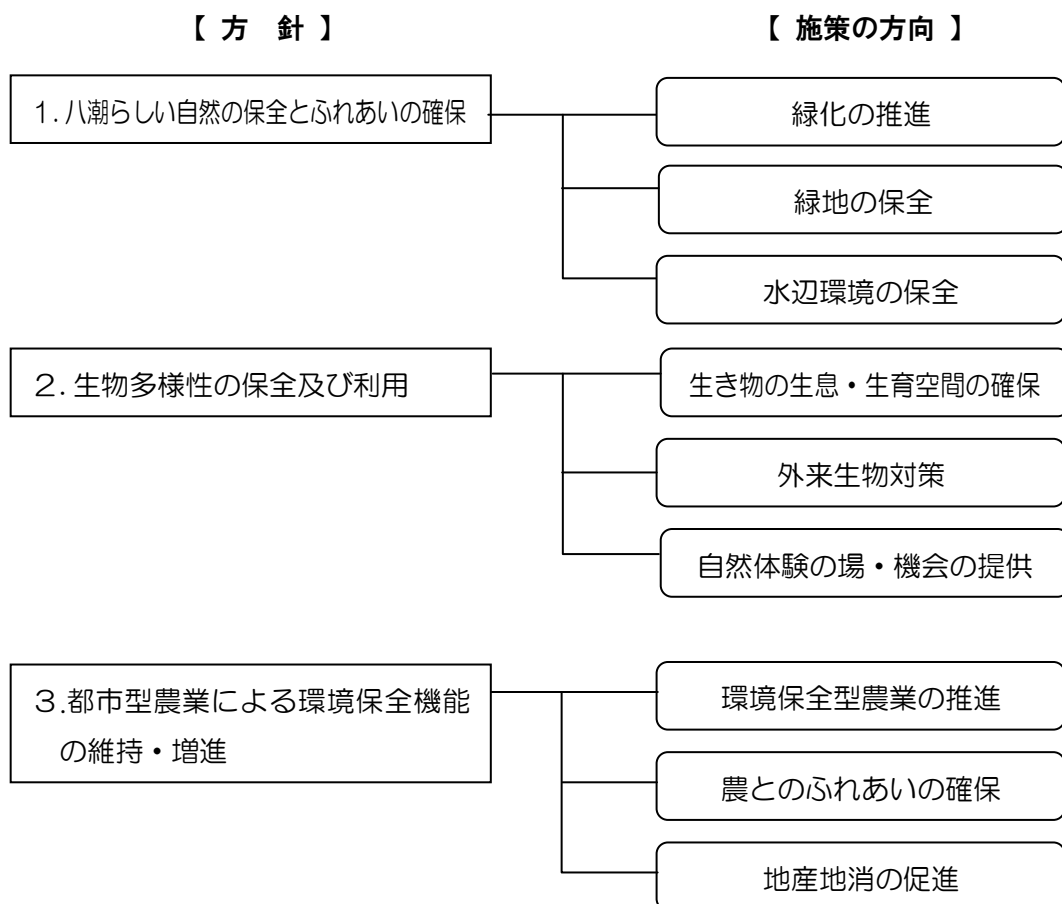 【 方　針 】
【 施策の方向 】
１.八潮らしい自然の保全とふれあいの確保
緑化の推進
緑地の保全
水辺環境の保全
２.生物多様性の保全及び利用
生き物の生息・生育空間の確保
外来生物対策
自然体験の場・機会の提供
３.都市型農業による環境保全機能
の維持・増進
環境保全型農業の推進
農とのふれあいの確保
地産地消の促進